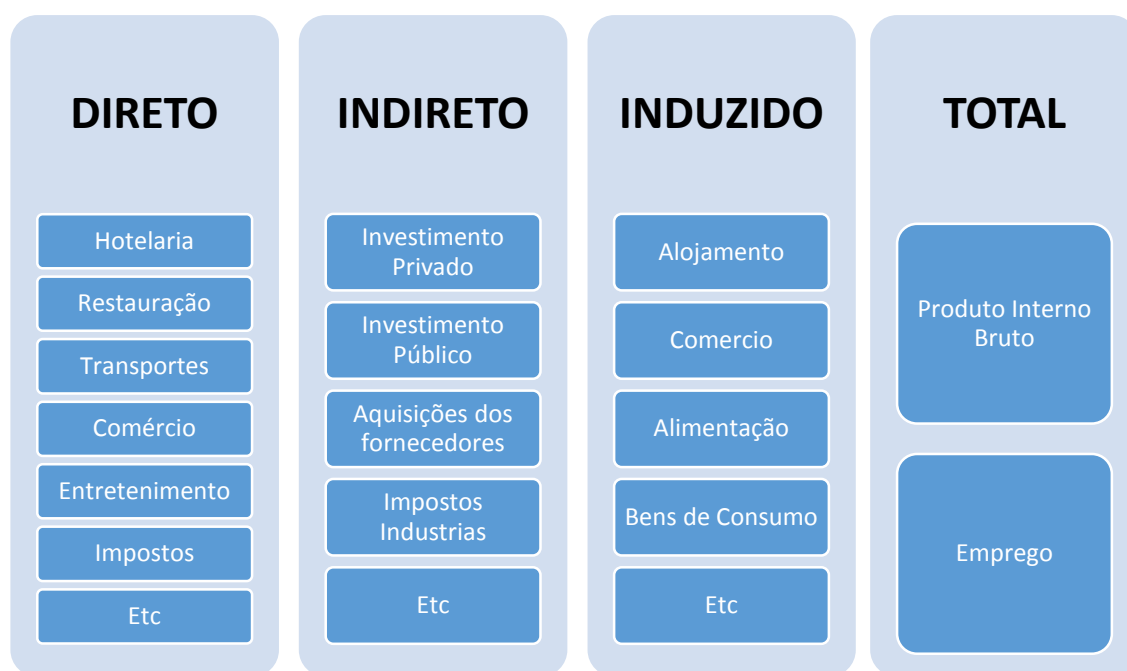 DIRETO
Hotelaria
Restauração
Transportes
Comércio
Entretenimento
Impostos
Etc
INDIRETO
Investimento
Privado
Investimento
Público
Aquisições dos
fornecedores
Impostos
Industrias
Etc
INDUZIDO
Alojamento
Comercio
Alimentação
Bens de Consumo
Etc
TOTAL
Produto Interno
Bruto
Emprego